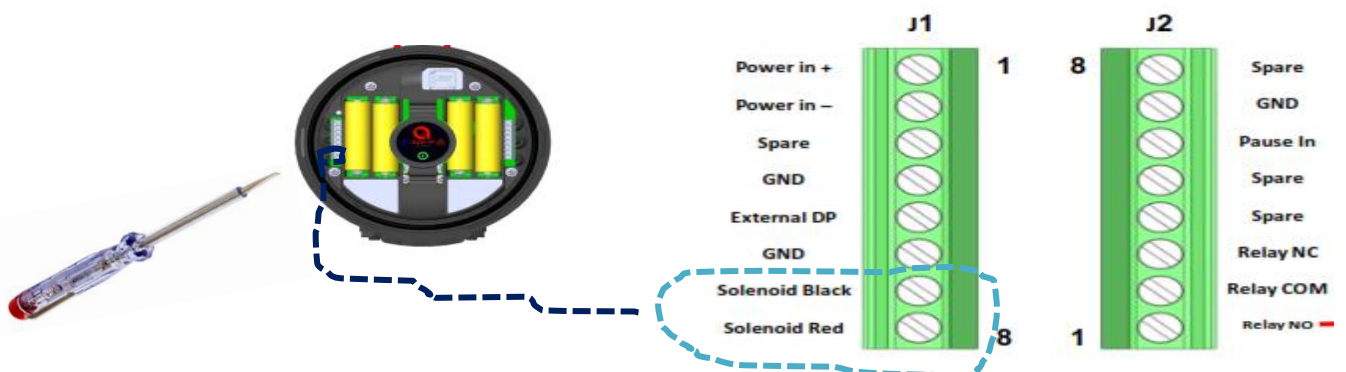 J1
J2
Power in +
1
8
Spare
Power in –
GND
Spare
Pause In
GND
Spare
External DP
Spare
GND
Relay NC
Solenoid Black
Relay COM
Solenoid Red
8
1
Relay NO